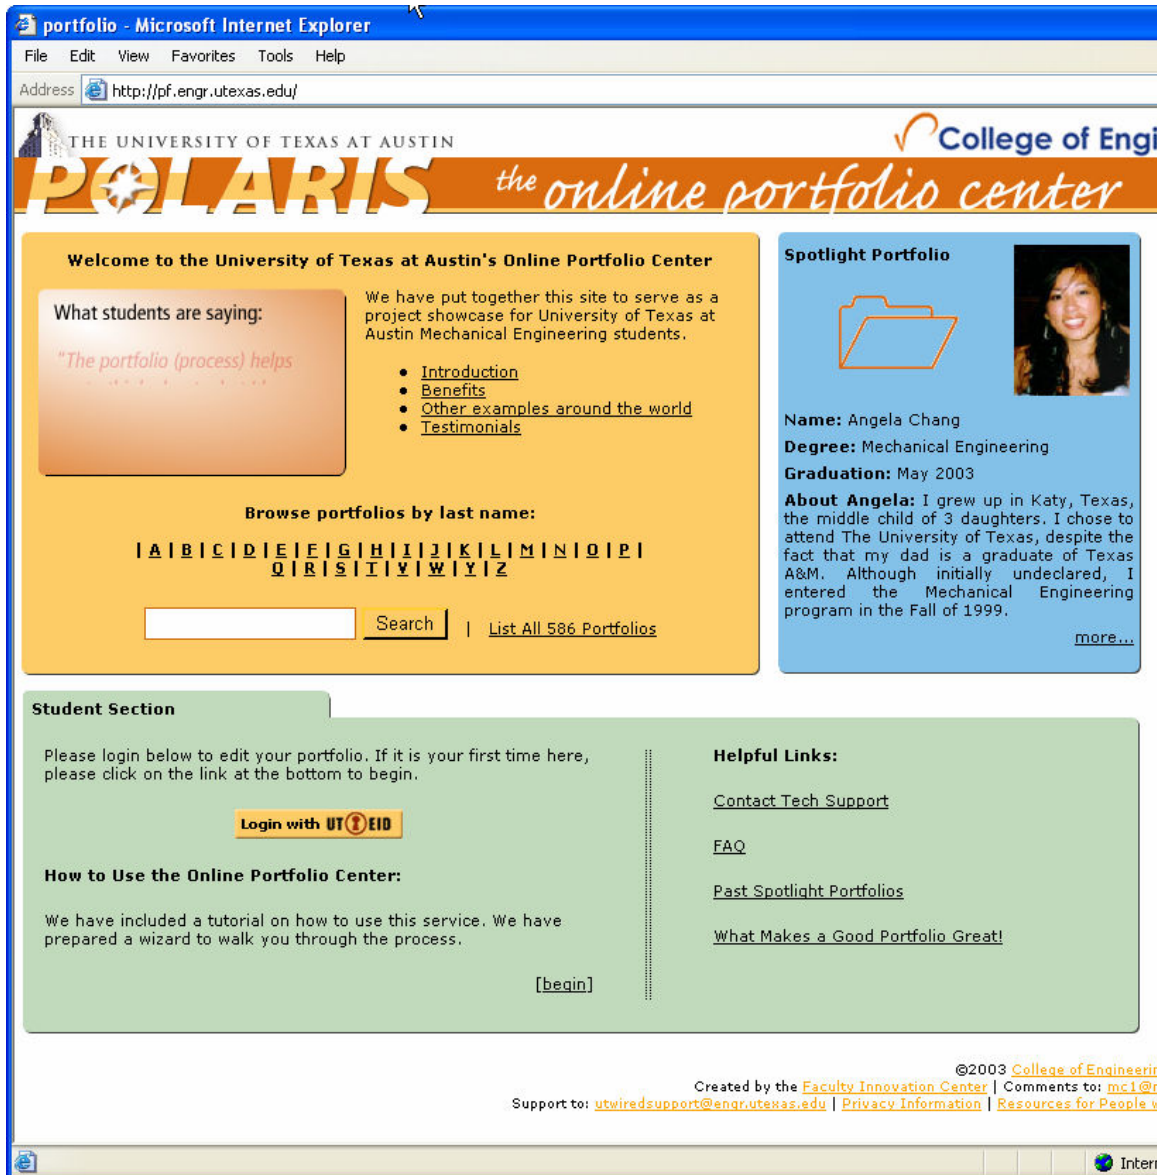 portfolio - Microsoft Internet Explorer
File Edit View Favorites Tools Help
Address http://pf.engr.utexas.edu/
THE UNIVERSITY OF TEXAS AT AUSTIN
College of Engi
POLARIS the online portfolio center
Welcome to the University of Texas at Austin's Online Portfolio Center
What students are saying:
"The portfolio (process) helps
We have put together this site to serve as a
project showcase for University of Texas at
Austin Mechanical Engineering students.
Introduction
Benefits
Other examples around the world
Testimonials
Browse portfolios by last name:
| A | B | C | D | E | F | G | H | I | J | K | L | M | N | O | P |
Q | R | S | T | V | W | Y | Z
Search | List All 586 Portfolios
Spotlight Portfolio
Name: Angela Chang
Degree: Mechanical Engineering
Graduation: May 2003
About Angela: I grew up in Katy, Texas,
the middle child of 3 daughters. I chose to
attend The University of Texas, despite the
fact that my dad is a graduate of Texas
A&M. Although initially undeclared, I
entered the Mechanical Engineering
program in the Fall of 1999.
more...
Student Section
Please login below to edit your portfolio. If it is your first time here,
please click on the link at the bottom to begin.
Login with UT EID
How to Use the Online Portfolio Center:
We have included a tutorial on how to use this service. We have
prepared a wizard to walk you through the process.
[begin]
Helpful Links:
Contact Tech Support
FAQ
Past Spotlight Portfolios
What Makes a Good Portfolio Great!
©2003 College of Engineerin
Created by the Faculty Innovation Center | Comments to: mc1@
Support to: utwiredsupport@engr.utexas.edu | Privacy Information | Resources for People
Intern